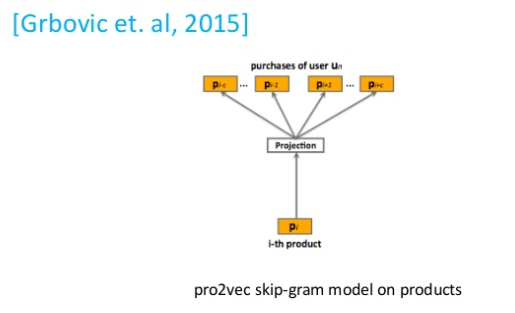 [Grbovic et. al, 2015]
purchases of user un
pi-c ... pi-1 pi+1 ... pi+c
Projection
pi
i-th product
pro2vec skip-gram model on products